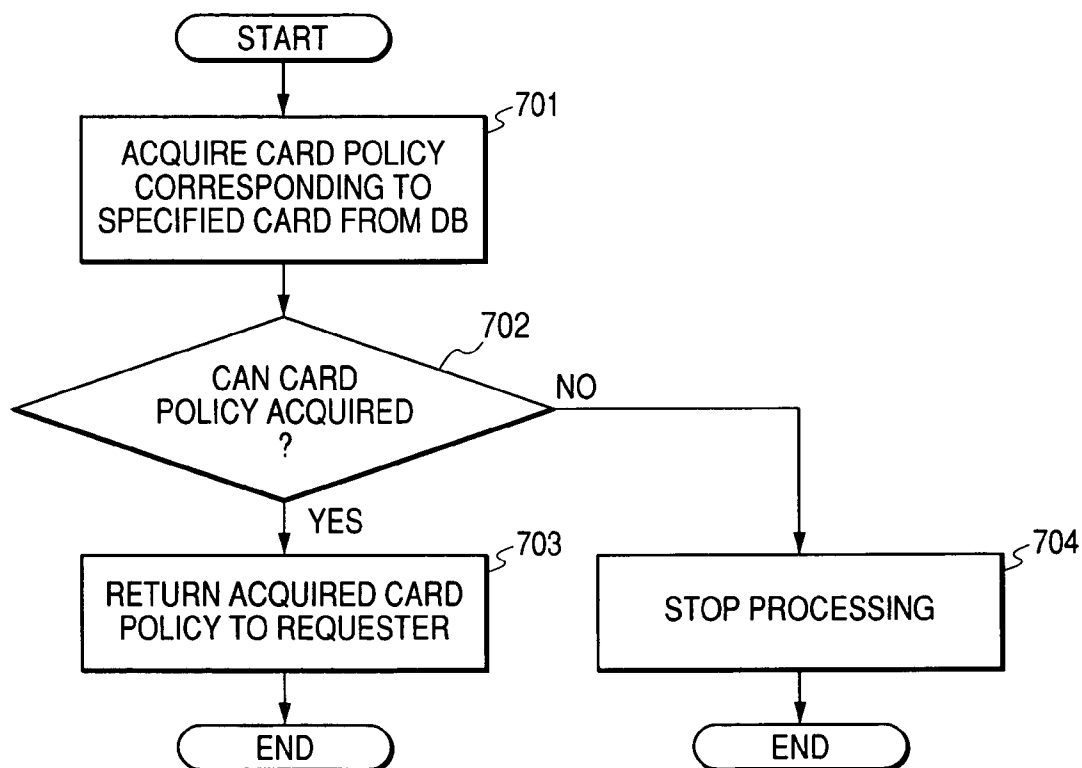 START
701
ACQUIRE CARD POLICY
CORRESPONDING TO
SPECIFIED CARD FROM DB
702
CAN CARD
POLICY ACQUIRED
?
NO
YES
703
RETURN ACQUIRED CARD
POLICY TO REQUESTER
704
STOP PROCESSING
END
END